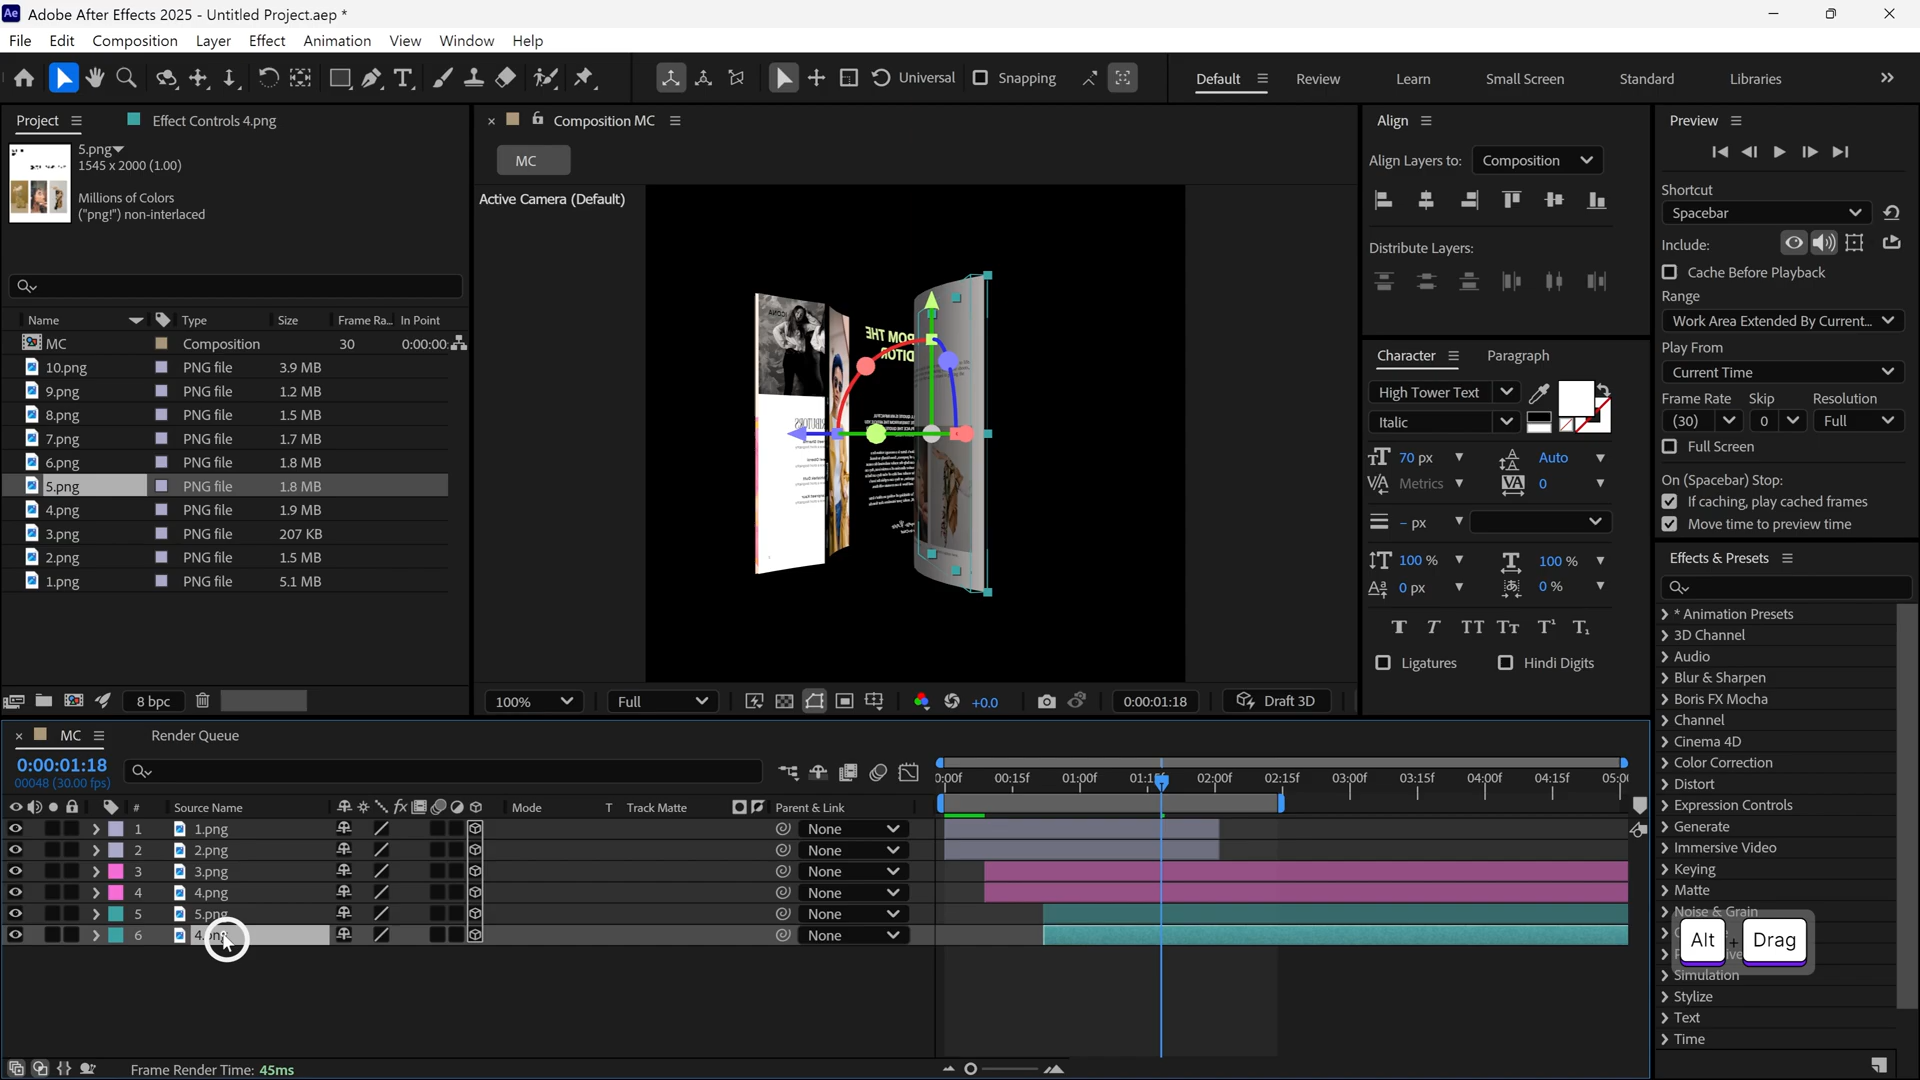 Adobe After Effects 2025 - Untitled Project.aep *
File Edit Composition Layer Effect Animation View Window Help
Universal Snapping Default Review Learn Small Screen Standard Libraries
Project Effect Controls 4.png
5.png
1545 x 2000 (1.00)
Millions of Colors
("png!") non-interlaced
Name Type Size Frame Ra... In Point
MC Composition 30 0:00:00:
10.png PNG file 3.9 MB
9.png PNG file 1.2 MB
8.png PNG file 1.5 MB
7.png PNG file 1.7 MB
6.png PNG file 1.8 MB
5.png PNG file 1.8 MB
4.png PNG file 1.9 MB
3.png PNG file 207 KB
2.png PNG file 1.5 MB
1.png PNG file 5.1 MB
8 bpc
Composition MC
MC
Active Camera (Default)
100% Full +0.0 0:00:01:18 Draft 3D
Align
Align Layers to: Composition
Distribute Layers:
Character Paragraph
High Tower Text
Italic
70 px Auto
Metrics 0
- px
100 % 100 %
0 px 0 %
Ligatures Hindi Digits
Preview
Shortcut
Spacebar
Include:
Cache Before Playback
Range
Work Area Extended By Current...
Play From
Current Time
Frame Rate Skip Resolution
(30) 0 Full
Full Screen
On (Spacebar) Stop:
If caching, play cached frames
Move time to preview time
Effects & Presets
* Animation Presets
3D Channel
Audio
Blur & Sharpen
Boris FX Mocha
Channel
Cinema 4D
Color Correction
Distort
Expression Controls
Generate
Immersive Video
Keying
Matte
Noise & Grain
Simulation
Stylize
Text
Time
Alt + Drag
MC Render Queue
0:00:01:18
00048 (30.00 fps)
# Source Name Mode T Track Matte Parent & Link
1 1.png None
2 2.png None
3 3.png None
4 4.png None
5 5.png None
6 4.png None
00:15f 01:00f 02:00f 02:15f 03:00f 03:15f 04:00f 04:15f
Frame Render Time: 45ms